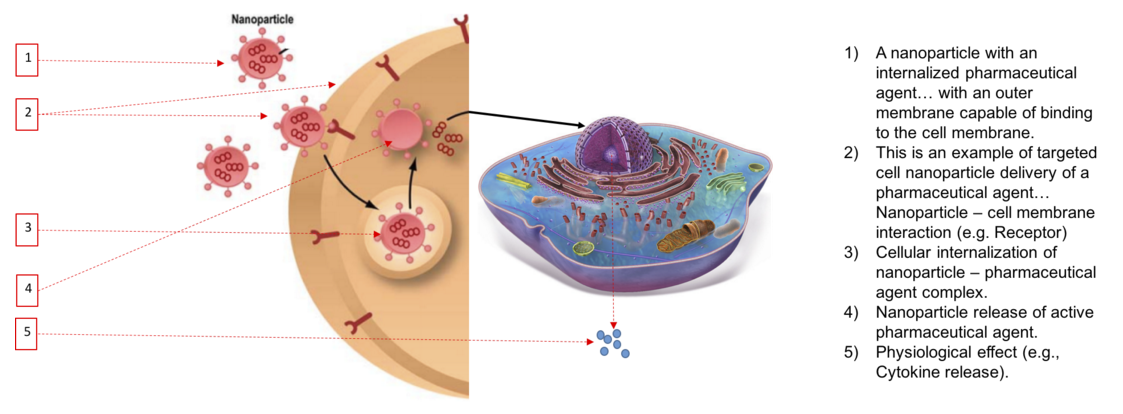 Nanoparticle
1
2
3
4
5
1) A nanoparticle with an
internalized pharmaceutical
agent… with an outer
membrane capable of binding
to the cell membrane.
2) This is an example of targeted
cell nanoparticle delivery of a
pharmaceutical agent…
Nanoparticle – cell membrane
interaction (e.g. Receptor)
3) Cellular internalization of
nanoparticle – pharmaceutical
agent complex.
4) Nanoparticle release of active
pharmaceutical agent.
5) Physiological effect (e.g.,
Cytokine release).